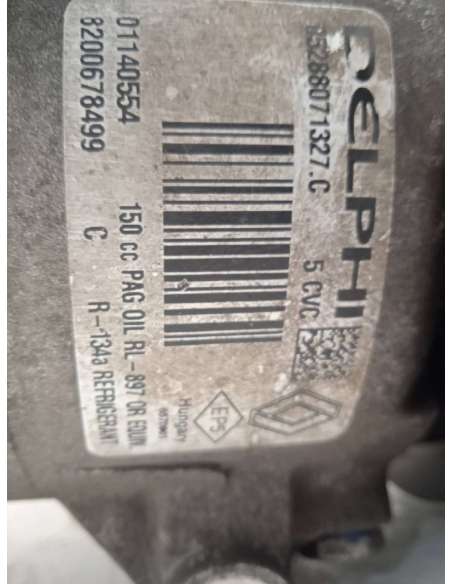 DELPHI
5 CVC
01140554
8200678499
150 cc PAG OIL RL-897 OR EQUIV.
C
R-134a REFRIGERANT
EPS
Hungary